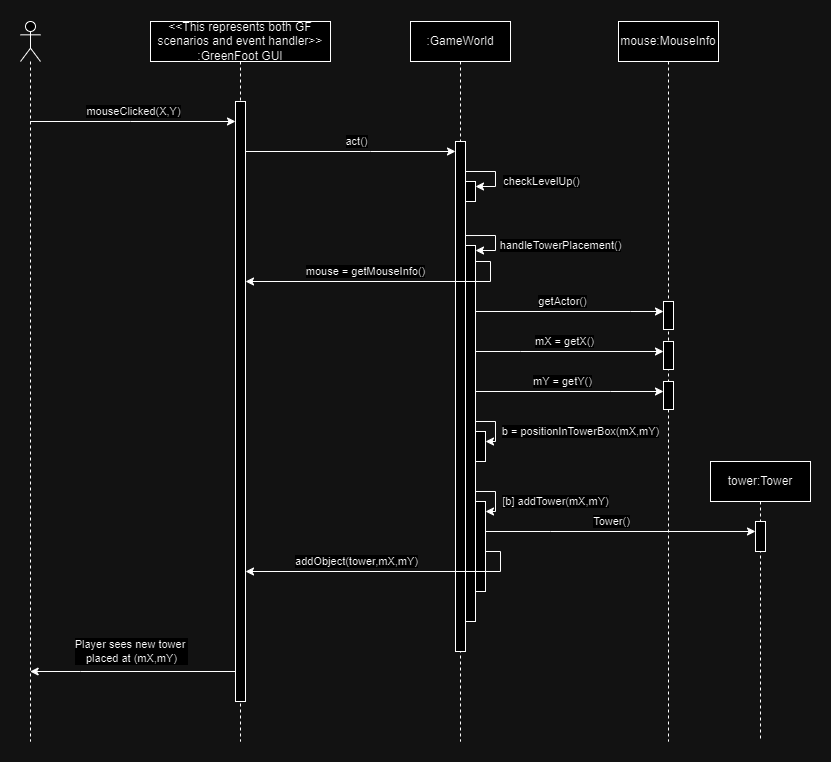 <<This represents both GF
scenarios and event handler>>
:GreenFoot GUI
:GameWorld
mouse:MouseInfo
mouseClicked(X,Y)
act()
checkLevelUp()
handleTowerPlacement()
mouse = getMouseInfo()
getActor()
mX = getX()
mY = getY()
b = positionInTowerBox(mX,mY)
tower:Tower
[b] addTower(mX,mY)
Tower()
addObject(tower,mX,mY)
Player sees new tower
placed at (mX,mY)